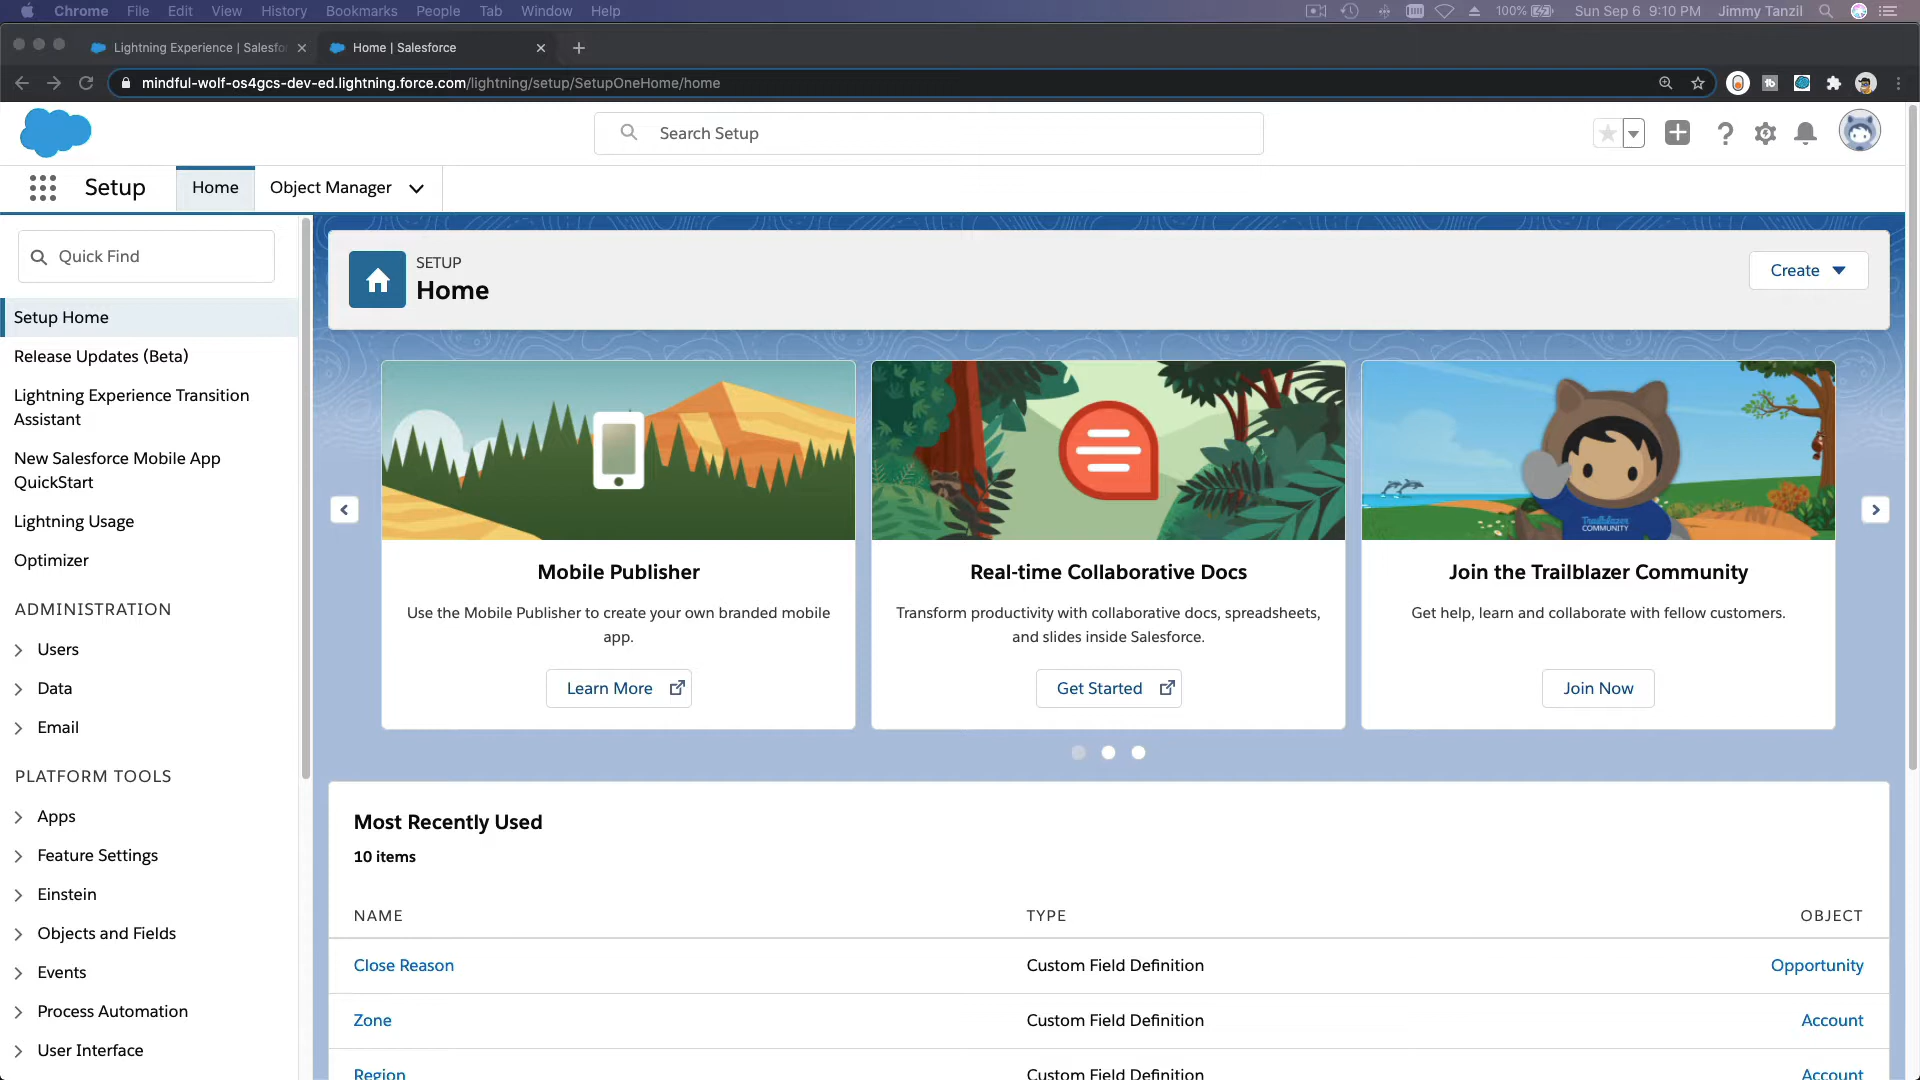 Chrome File Edit View History Bookmarks People Tab Window Help 100% Sun Sep 6 9:10 PM Jimmy Tanzil
Lightning Experience | Salesfo
Home | Salesforce
mindful-wolf-os4gcs-dev-ed.lightning.force.com/lightning/setup/SetupOneHome/home
Search Setup
Setup Home Object Manager
Quick Find
Setup Home
Release Updates (Beta)
Lightning Experience Transition
Assistant
New Salesforce Mobile App
QuickStart
Lightning Usage
Optimizer
ADMINISTRATION
Users
Data
Email
PLATFORM TOOLS
Apps
Feature Settings
Einstein
Objects and Fields
Events
Process Automation
User Interface
SETUP
Home
Create
Trailblazer
COMMUNITY
Mobile Publisher
Use the Mobile Publisher to create your own branded mobile
app.
Learn More
Real-time Collaborative Docs
Transform productivity with collaborative docs, spreadsheets,
and slides inside Salesforce.
Get Started
Join the Trailblazer Community
Get help, learn and collaborate with fellow customers.
Join Now
Most Recently Used
10 items
NAME TYPE OBJECT
Close Reason Custom Field Definition Opportunity
Zone Custom Field Definition Account
Region Custom Field Definition Account